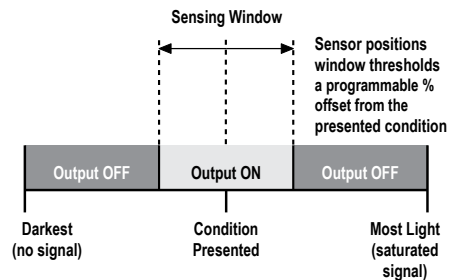 Sensing Window
Sensor positions
window thresholds
a programmable %
offset from the
presented condition
Output OFF
Output ON
Output OFF
Darkest
(no signal)
Condition
Presented
Most Light
(saturated
signal)